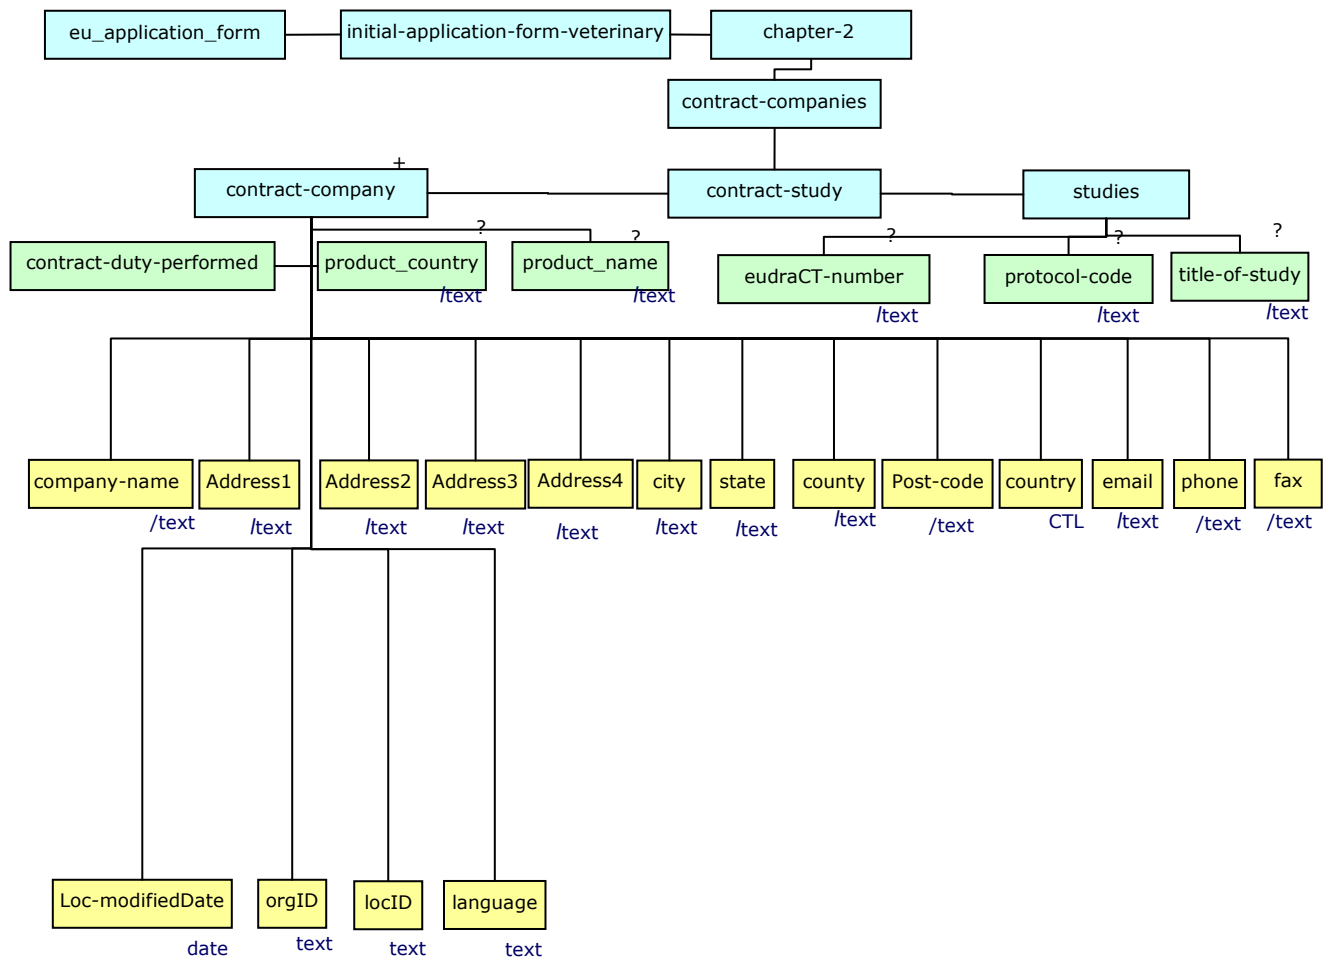 eu_application_form
initial-application-form-veterinary
chapter-2
contract-companies
+
contract-company
contract-study
studies
?
?
?
?
?
contract-duty-performed
product_country
product_name
eudraCT-number
protocol-code
title-of-study
/text
/text
/text
/text
/text
company-name
Address1
Address2
Address3
Address4
city
state
county
Post-code
country
email
phone
fax
/text
/text
/text
/text
/text
/text
/text
/text
/text
CTL
/text
/text
/text
Loc-modifiedDate
orgID
locID
language
date
text
text
text